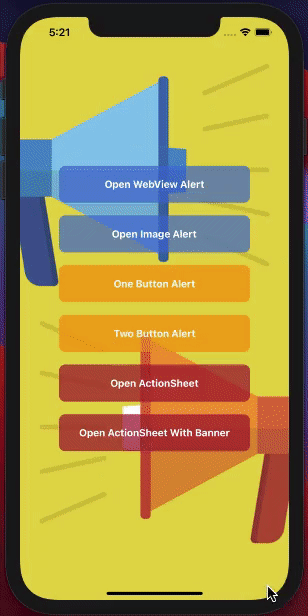 5:21
Open WebView Alert
Open Image Alert
One Button Alert
Two Button Alert
Open ActionSheet
Open ActionSheet With Banner